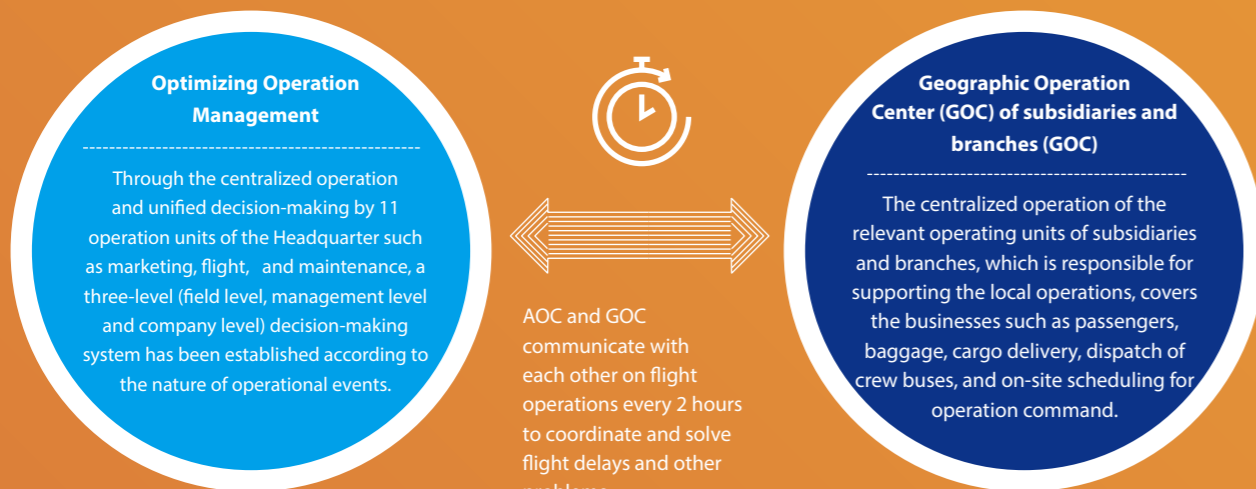 Optimizing Operation
Management
Through the centralized operation
and unified decision-making by 11
operation units of the Headquarter such
as marketing, flight, and maintenance, a
three-level (field level, management level
and company level) decision-making
system has been established according to
the nature of operational events.
AOC and GOC
communicate with
each other on flight
operations every 2 hours
to coordinate and solve
flight delays and other
Geographic Operation
Center (GOC) of subsidiaries and
branches (GOC)
The centralized operation of the
relevant operating units of subsidiaries
and branches, which is responsible for
supporting the local operations, covers
the businesses such as passengers,
baggage, cargo delivery, dispatch of
crew buses, and on-site scheduling for
operation command.